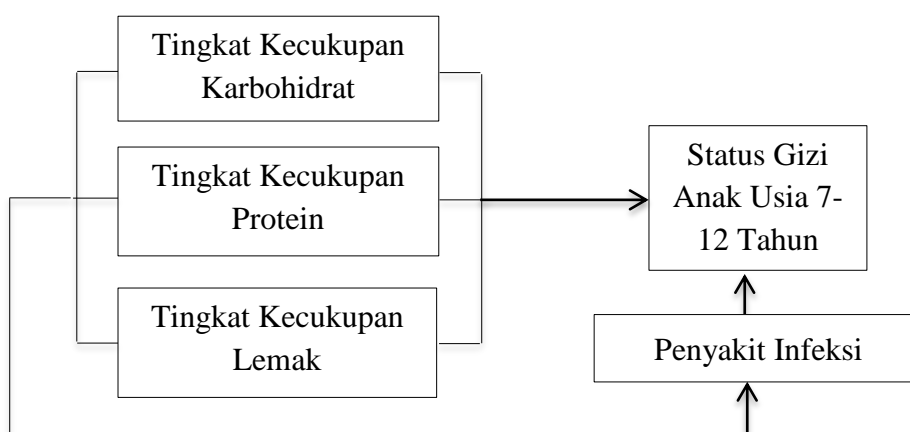 Tingkat Kecukupan
Karbohidrat
Tingkat Kecukupan
Protein
Tingkat Kecukupan
Lemak
Status Gizi
Anak Usia 7-
12 Tahun
Penyakit Infeksi